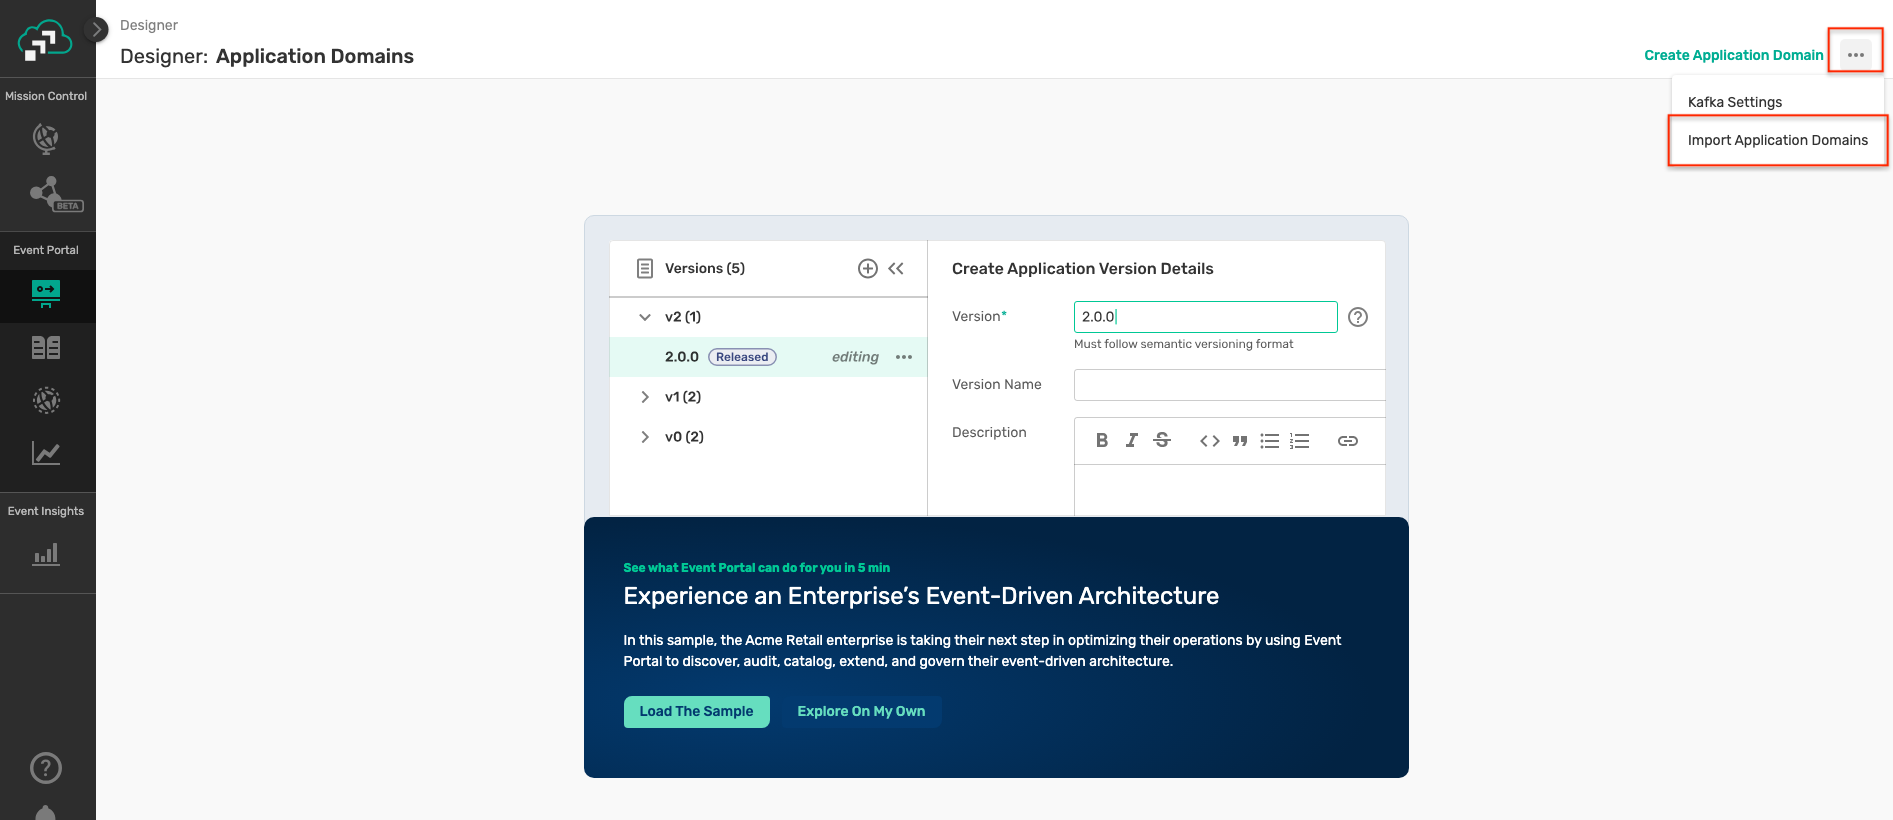 Designer
Designer: Application Domains
Create Application Domain
Kafka Settings
Import Application Domains
Mission Control
BETA
Event Portal
Event Insights
Versions (5)
v2 (1)
2.0.0 Released editing
v1 (2)
v0 (2)
Create Application Version Details
Version* 2.0.0
Must follow semantic versioning format
Version Name
Description
See what Event Portal can do for you in 5 min
Experience an Enterprise’s Event-Driven Architecture
In this sample, the Acme Retail enterprise is taking their next step in optimizing their operations by using Event
Portal to discover, audit, catalog, extend, and govern their event-driven architecture.
Load The Sample Explore On My Own